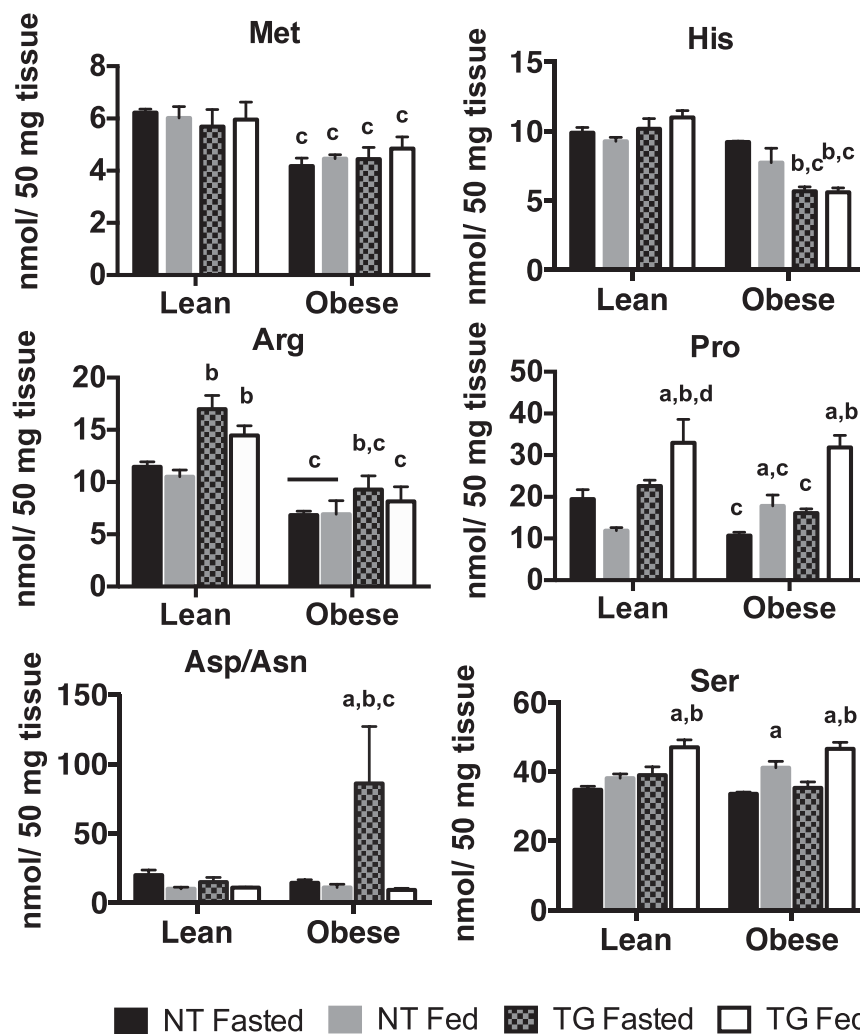 Met
nmol/ 50 mg tissue
8
6
4
2
0
c c c c
Lean Obese
His
nmol/ 50 mg tissue
15
10
5
0
b,c b,c
Lean Obese
Arg
nmol/ 50 mg tissue
20
15
10
5
0
b b c b,c c
Lean Obese
Pro
nmol/ 50 mg tissue
50
40
30
20
10
0
a,b,d c a,c c a,b
Lean Obese
Asp/Asn
nmol/ 50 mg tissue
150
100
50
0
a,b,c
Lean Obese
Ser
nmol/ 50 mg tissue
60
40
20
0
a,b a a,b
Lean Obese
NT Fasted NT Fed TG Fasted TG Fed